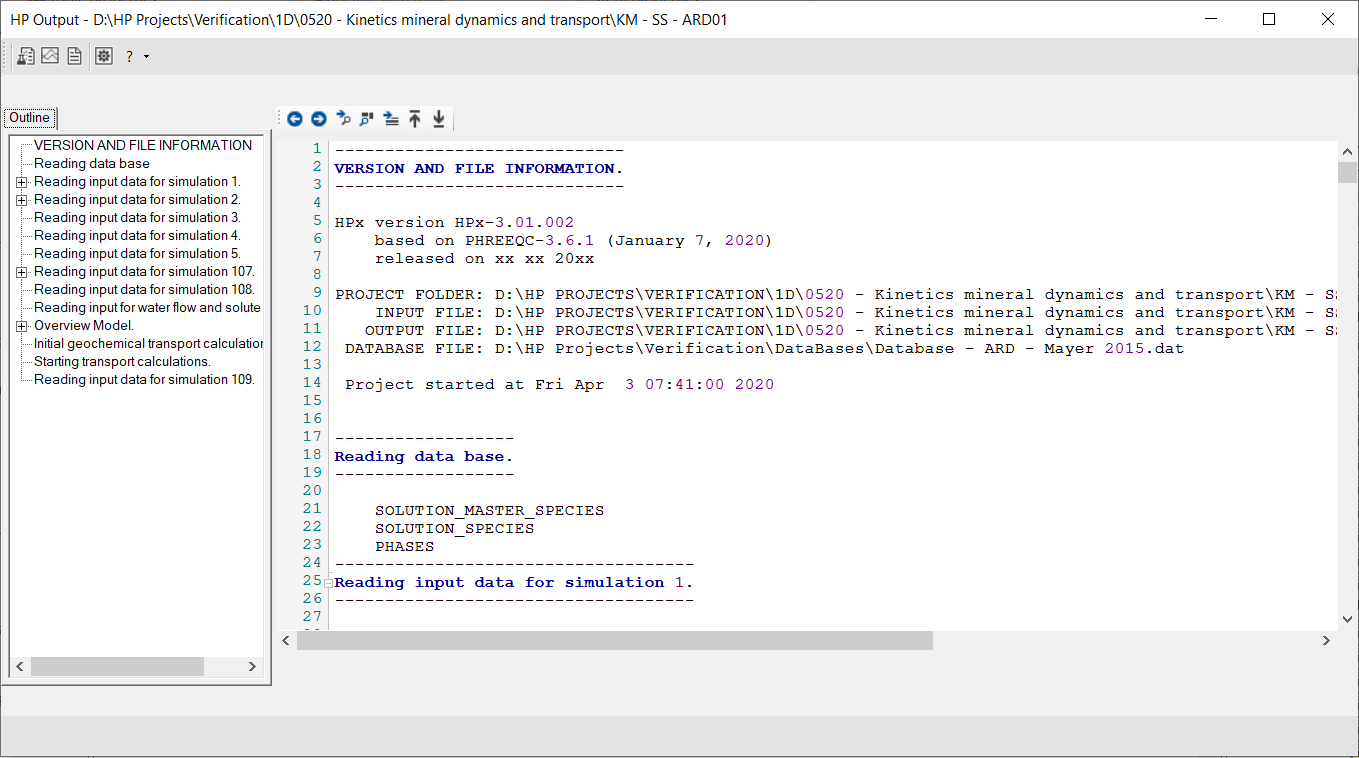 HP Output - D:\HP Projects\Verification\1D\0520 - Kinetics mineral dynamics and transport\KM - SS - ARD01
?
Outline
VERSION AND FILE INFORMATION
Reading data base
Reading input data for simulation 1.
Reading input data for simulation 2.
Reading input data for simulation 3.
Reading input data for simulation 4.
Reading input data for simulation 5.
Reading input data for simulation 107.
Reading input data for simulation 108.
Reading input for water flow and solute
Overview Model.
Initial geochemical transport calculation
Starting transport calculations.
Reading input data for simulation 109.
1 -----------------------------
2 VERSION AND FILE INFORMATION.
3 -----------------------------
4
5 HPx version HPx-3.01.002
6 based on PHREEQC-3.6.1 (January 7, 2020)
7 released on xx xx 20xx
8
9 PROJECT FOLDER: D:\HP PROJECTS\VERIFICATION\1D\0520 - Kinetics mineral dynamics and transport\KM - SS
10 INPUT FILE: D:\HP PROJECTS\VERIFICATION\1D\0520 - Kinetics mineral dynamics and transport\KM - SS
11 OUTPUT FILE: D:\HP PROJECTS\VERIFICATION\1D\0520 - Kinetics mineral dynamics and transport\KM - SS
12 DATABASE FILE: D:\HP Projects\Verification\DataBases\Database - ARD - Mayer 2015.dat
13
14 Project started at Fri Apr  3 07:41:00 2020
15
16
17 ------------------
18 Reading data base.
19 ------------------
20
21 SOLUTION_MASTER_SPECIES
22 SOLUTION_SPECIES
23 PHASES
24 ------------------------------------
25 Reading input data for simulation 1.
26 ------------------------------------
27